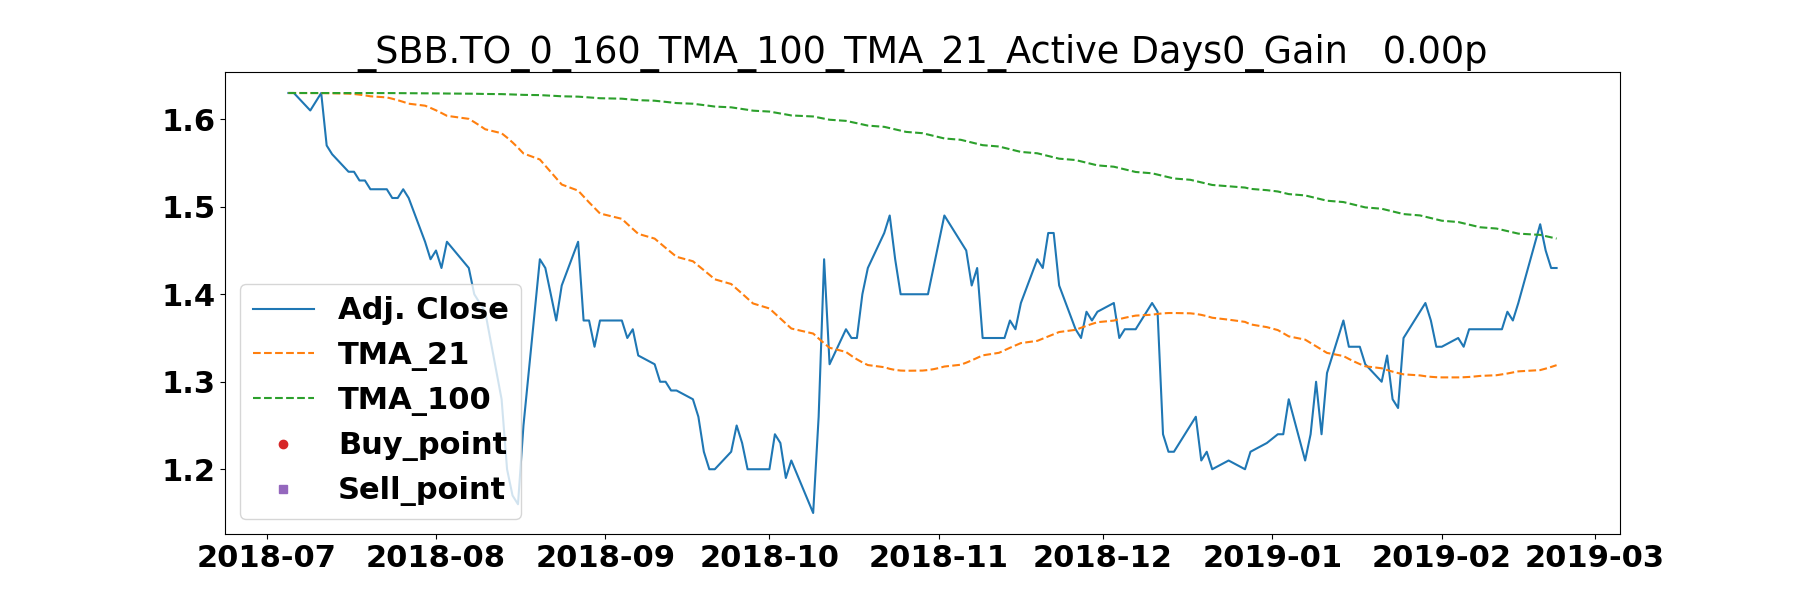 _SBB.TO_0_160_TMA_100_TMA_21_Active Days0_Gain   0.00p
1.6
1.5
1.4
1.3
1.2
Adj. Close
TMA_21
TMA_100
Buy_point
Sell_point
2018-07 2018-08 2018-09 2018-10 2018-11 2018-12 2019-01 2019-02 2019-03